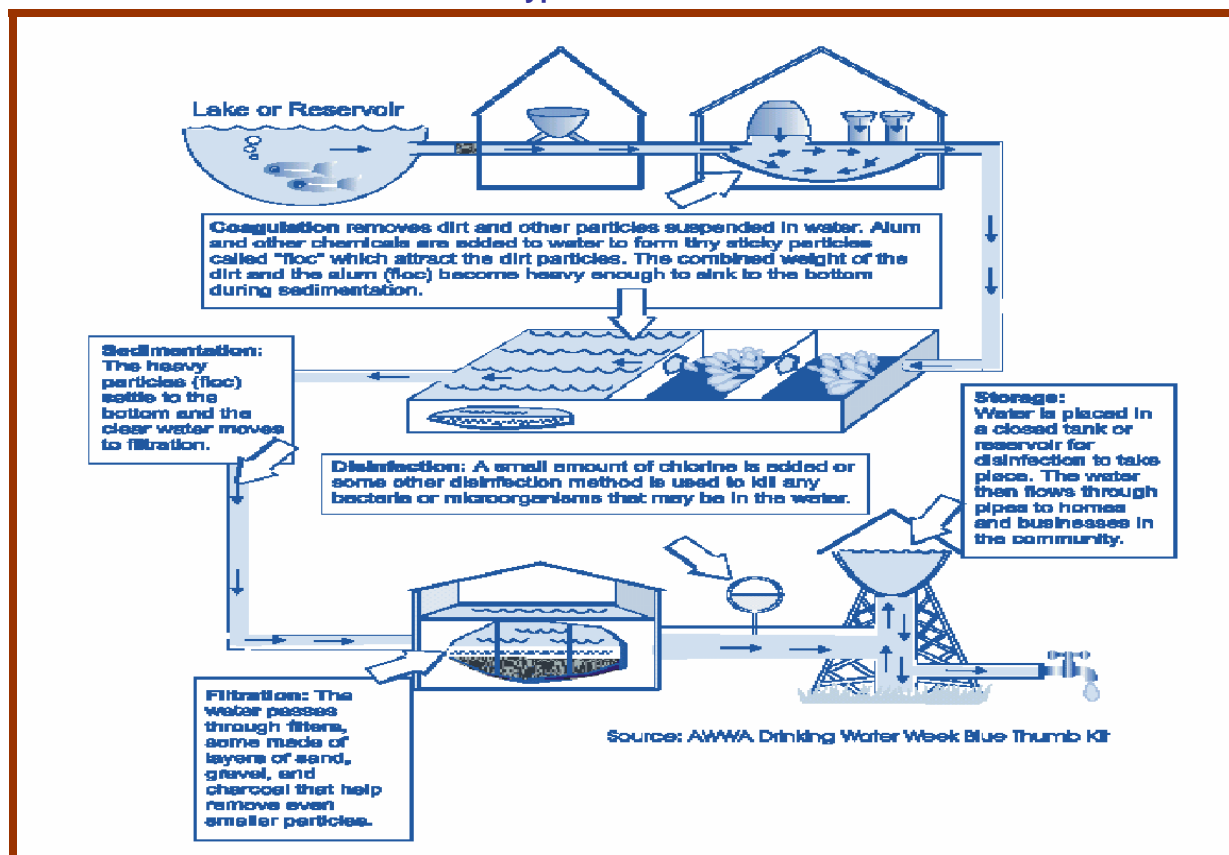 Lake or Reservoir
Coagulation removes dirt and other particles suspended in water. Alum
and other chemicals are added to water to form tiny sticky particles
called "floc" which attract the dirt particles. The combined weight of the
dirt and the alum (floc) become heavy enough to sink to the bottom
during sedimentation.
Sedimentation:
The heavy
particles (floc)
settle to the
bottom and the
clear water moves
to filtration.
Storage:
Water is placed in
a closed tank or
reservoir for
disinfection to take
place. The water
then flows through
pipes to homes
and businesses in
the community.
Disinfection: A small amount of chlorine is added or
some other disinfection method is used to kill any
bacteria or microorganisms that may be in the water.
Filtration: The
water passes
through filters,
some made of
layers of sand,
gravel, and
charcoal that help
remove even
smaller particles.
Source: AWWA Drinking Water Week Blue Thumb Kit